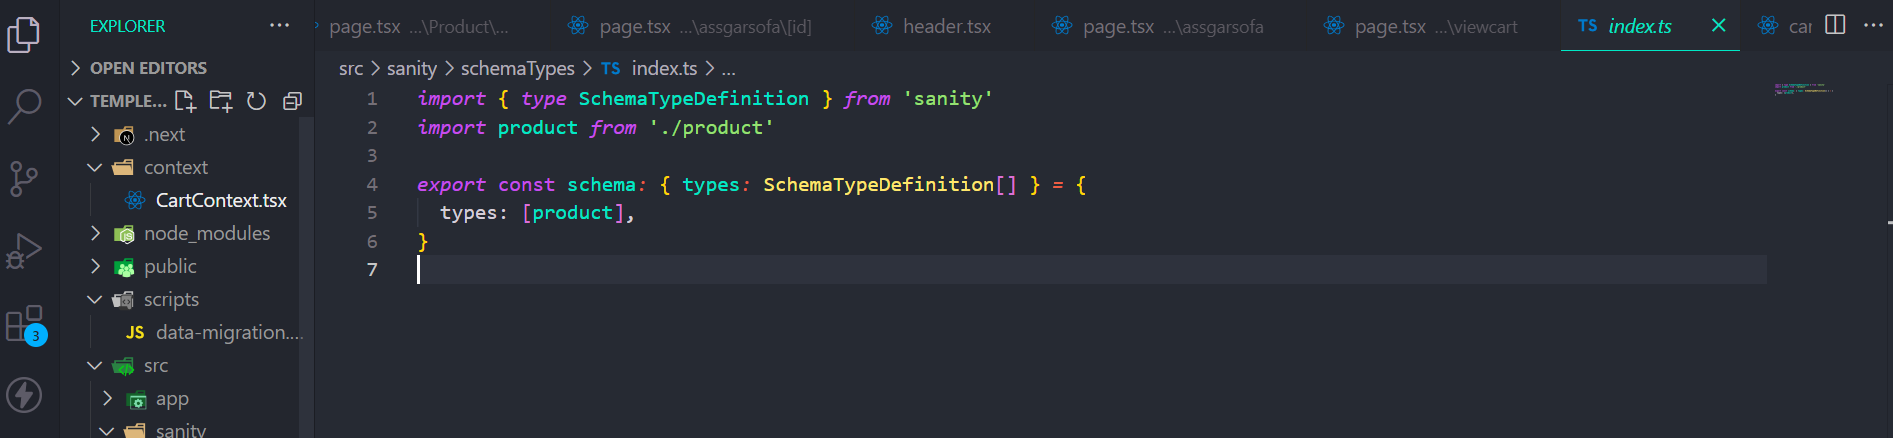 EXPLORER ...
OPEN EDITORS
TEMPLE...
.next
context
CartContext.tsx
node_modules
public
scripts
JS data-migration....
src
app
sanity
3
page.tsx ...\Product\...
page.tsx ...\assgarsofa\[id]
header.tsx
page.tsx ...\assgarsofa
page.tsx ...\viewcart
TS index.ts
car
...
src > sanity > schemaTypes > TS index.ts > ...
1 import { type SchemaTypeDefinition } from 'sanity'
2 import product from './product'
3
4 export const schema: { types: SchemaTypeDefinition[] } = {
5 types: [product],
6 }
7